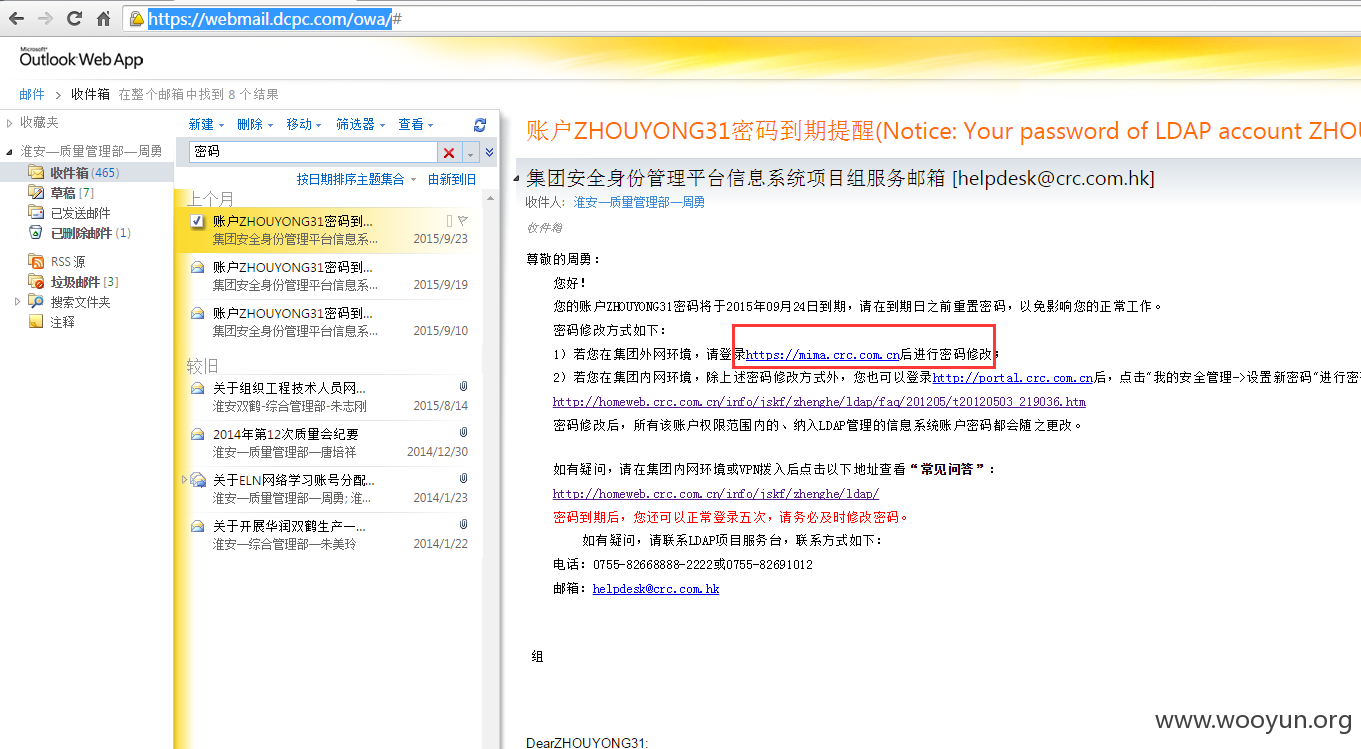 https://webmail.dcpc.com/owa/#
Microsoft®
Outlook Web App
邮件 › 收件箱 在整个邮箱中找到 8 个结果
收藏夹
淮安—质量管理部—周勇
收件箱 (465)
草稿 [7]
已发送邮件
已删除邮件 (1)
RSS 源
垃圾邮件 [3]
搜索文件夹
注释
新建 删除 移动 筛选器 查看
密码
按日期排序主题集合 由新到旧
上个月
账户ZHOUYONG31密码到...
集团安全身份管理平台信息系... 2015/9/23
账户ZHOUYONG31密码到...
集团安全身份管理平台信息系... 2015/9/19
账户ZHOUYONG31密码到...
集团安全身份管理平台信息系... 2015/9/10
较旧
关于组织工程技术人员网...
淮安双鹤-综合管理部-朱志刚 2015/8/14
2014年第12次质量会纪要
淮安—质量管理部—唐培祥 2014/12/30
关于ELN网络学习账号分配...
淮安—质量管理部—周勇; 淮... 2014/1/23
关于开展华润双鹤生产一...
淮安—综合管理部—朱美玲 2014/1/22
账户ZHOUYONG31密码到期提醒(Notice: Your password of LDAP account ZHOU
集团安全身份管理平台信息系统项目组服务邮箱 [helpdesk@crc.com.hk]
收件人: 淮安—质量管理部—周勇
收件箱
尊敬的周勇：
您好！
您的账户ZHOUYONG31密码将于2015年09月24日到期，请在到期日之前重置密码，以免影响您的正常工作。
密码修改方式如下：
1）若您在集团外网环境，请登录https://mima.crc.com.cn后进行密码修改；
2）若您在集团内网环境，除上述密码修改方式外，您也可以登录http://portal.crc.com.cn后，点击"我的安全管理->设置新密码"进行密
http://homeweb.crc.com.cn/info/jskf/zhenghe/ldap/faq/201205/t20120503_219036.htm
密码修改后，所有该账户权限范围内的、纳入LDAP管理的信息系统账户密码都会随之更改。
如有疑问，请在集团内网环境或VPN拨入后点击以下地址查看“常见问答”：
http://homeweb.crc.com.cn/info/jskf/zhenghe/ldap/
密码到期后，您还可以正常登录五次，请务必及时修改密码。
如有疑问，请联系LDAP项目服务台，联系方式如下：
电话：0755-82668888-2222或0755-82691012
邮箱：helpdesk@crc.com.hk
组
DearZHOUYONG31:
www.wooyun.org